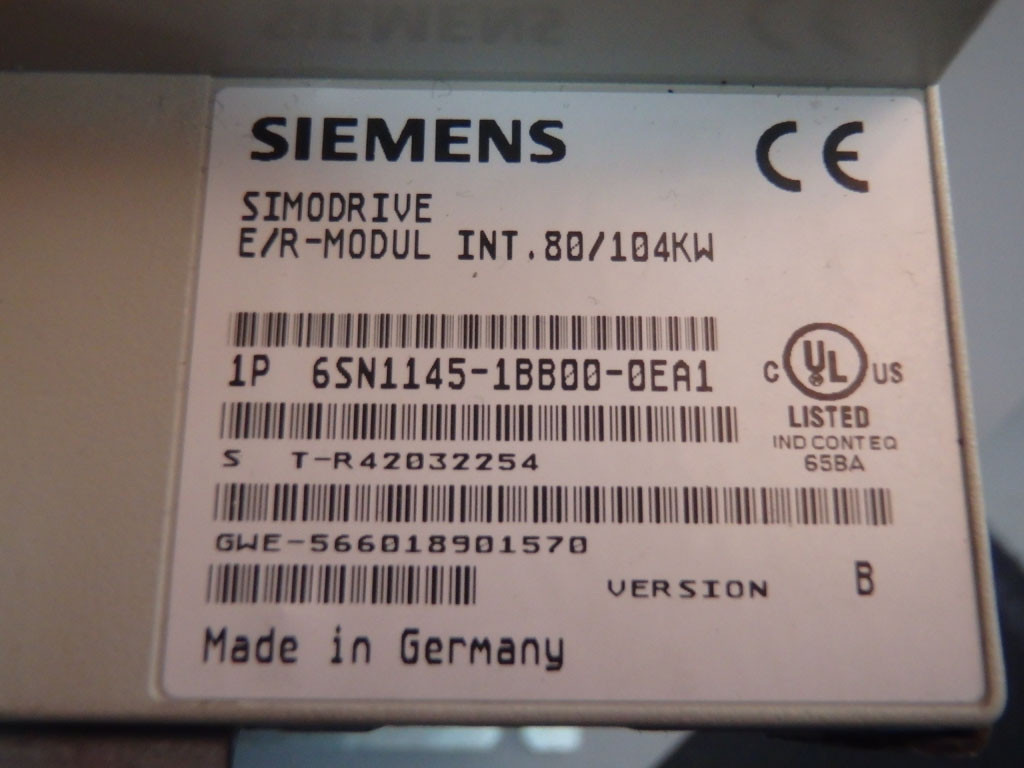 SIEMENS
CE
SIMODRIVE
E/R-MODUL INT.80/104KW
1P 6SN1145-1BB00-0EA1
C UL US
LISTED
IND CONT EQ
65BA
S T-R42032254
GWE-566018901570
VERSION B
Made in Germany